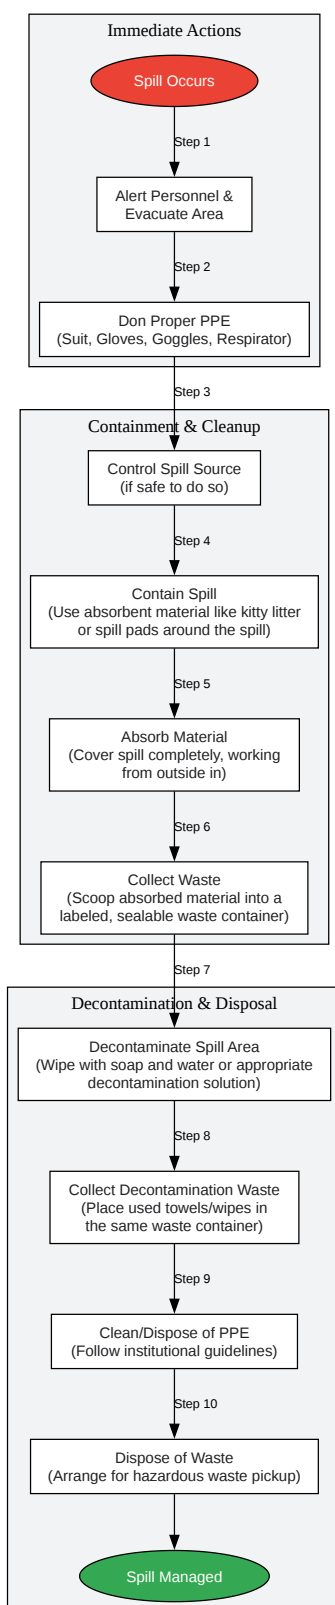 Immediate Actions
Spill Occurs
Step 1
Alert Personnel &
Evacuate Area
Step 2
Don Proper PPE
(Suit, Gloves, Goggles, Respirator)
Step 3
Containment & Cleanup
Control Spill Source
(if safe to do so)
Step 4
Contain Spill
(Use absorbent material like kitty litter
or spill pads around the spill)
Step 5
Absorb Material
(Cover spill completely, working
from outside in)
Step 6
Collect Waste
(Scoop absorbed material into a
labeled, sealable waste container)
Step 7
Decontamination & Disposal
Decontaminate Spill Area
(Wipe with soap and water or appropriate
decontamination solution)
Step 8
Collect Decontamination Waste
(Place used towels/wipes in
the same waste container)
Step 9
Clean/Dispose of PPE
(Follow institutional guidelines)
Step 10
Dispose of Waste
(Arrange for hazardous waste pickup)
Spill Managed